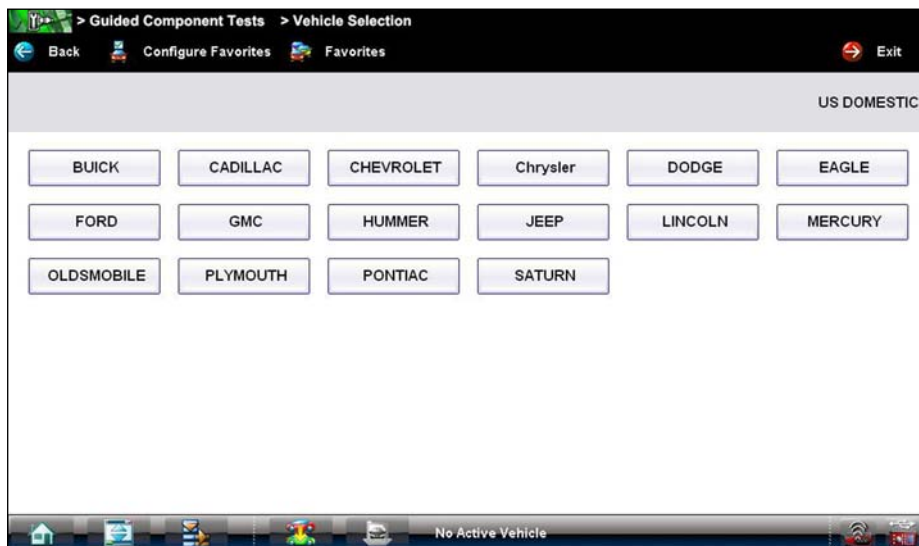 > Guided Component Tests > Vehicle Selection
Back Configure Favorites Favorites Exit
US DOMESTIC
BUICK CADILLAC CHEVROLET Chrysler DODGE EAGLE
FORD GMC HUMMER JEEP LINCOLN MERCURY
OLDSMOBILE PLYMOUTH PONTIAC SATURN
No Active Vehicle